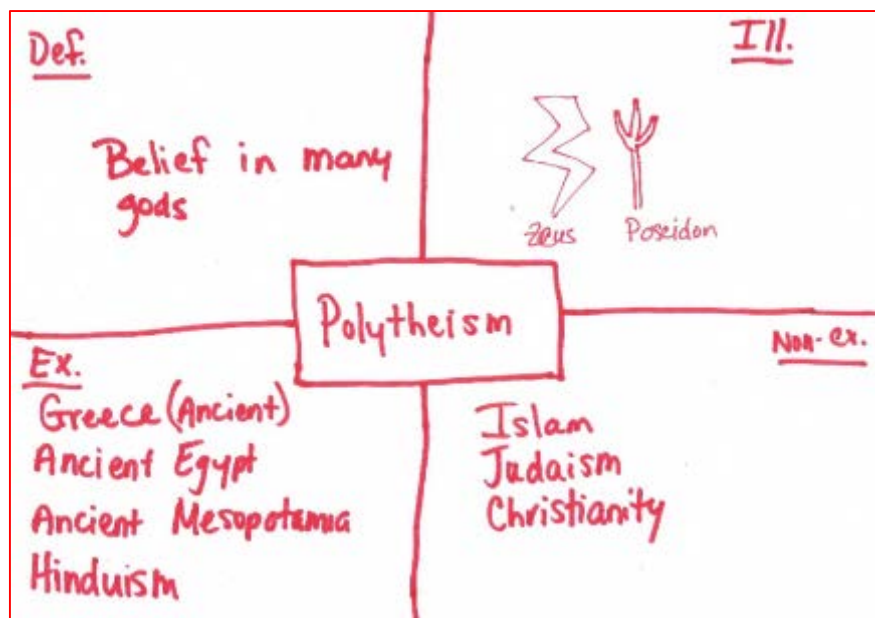 Def.
Belief in many
gods
Ill.
Zeus Poseidon
Polytheism
Ex.
Greece (Ancient)
Ancient Egypt
Ancient Mesopotamia
Hinduism
Non-ex.
Islam
Judaism
Christianity